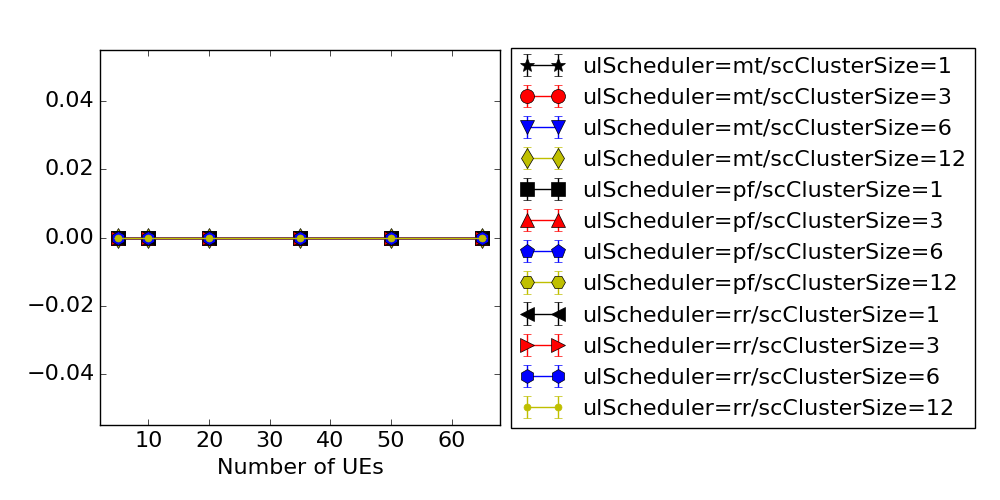 0.04
0.02
0.00
−0.02
−0.04
10 20 30 40 50 60
Number of UEs
ulScheduler=mt/scClusterSize=1
ulScheduler=mt/scClusterSize=3
ulScheduler=mt/scClusterSize=6
ulScheduler=mt/scClusterSize=12
ulScheduler=pf/scClusterSize=1
ulScheduler=pf/scClusterSize=3
ulScheduler=pf/scClusterSize=6
ulScheduler=pf/scClusterSize=12
ulScheduler=rr/scClusterSize=1
ulScheduler=rr/scClusterSize=3
ulScheduler=rr/scClusterSize=6
ulScheduler=rr/scClusterSize=12